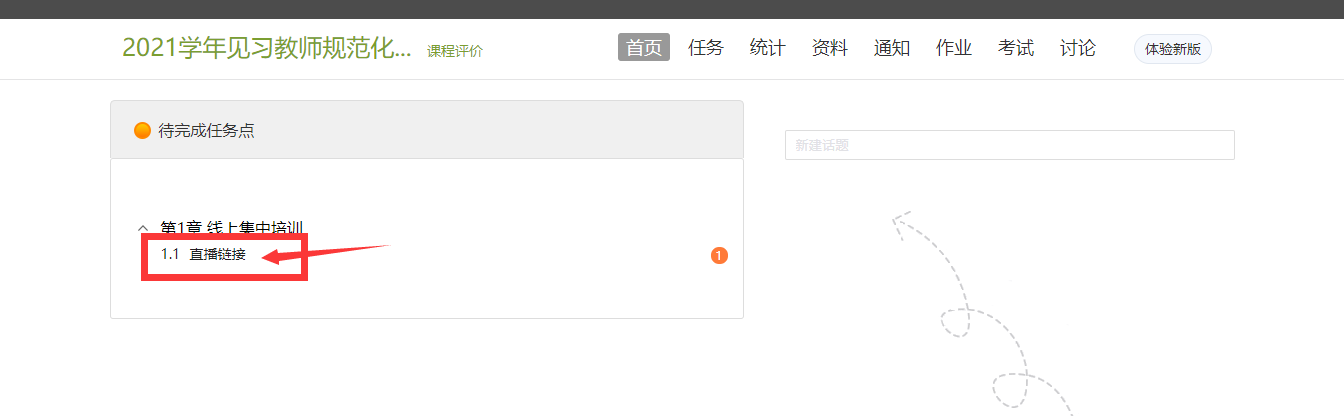 2021学年见习教师规范化... 课程评价 首页 任务 统计 资料 通知 作业 考试 讨论 体验新版
待完成任务点
新建话题
第1章 线上集中培训
1.1 直播链接 1